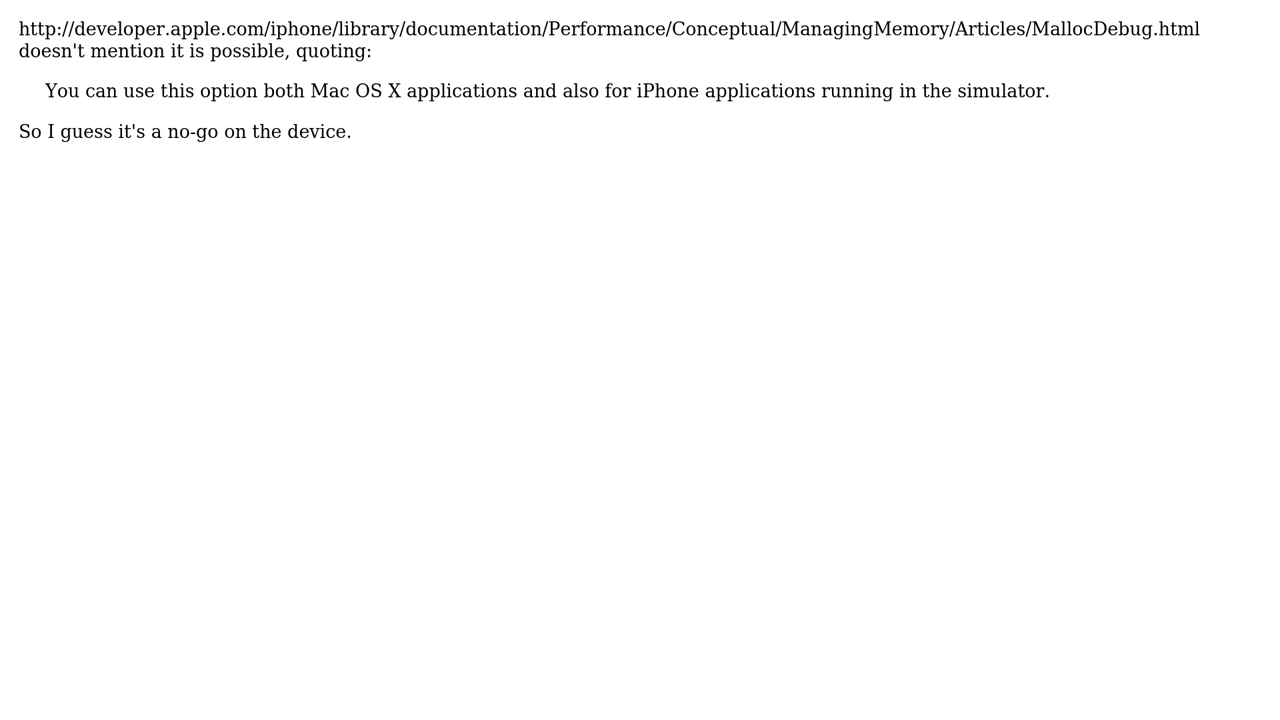 http://developer.apple.com/iphone/library/documentation/Performance/Conceptual/ManagingMemory/Articles/MallocDebug.html
doesn't mention it is possible, quoting:
You can use this option both Mac OS X applications and also for iPhone applications running in the simulator.
So I guess it's a no-go on the device.